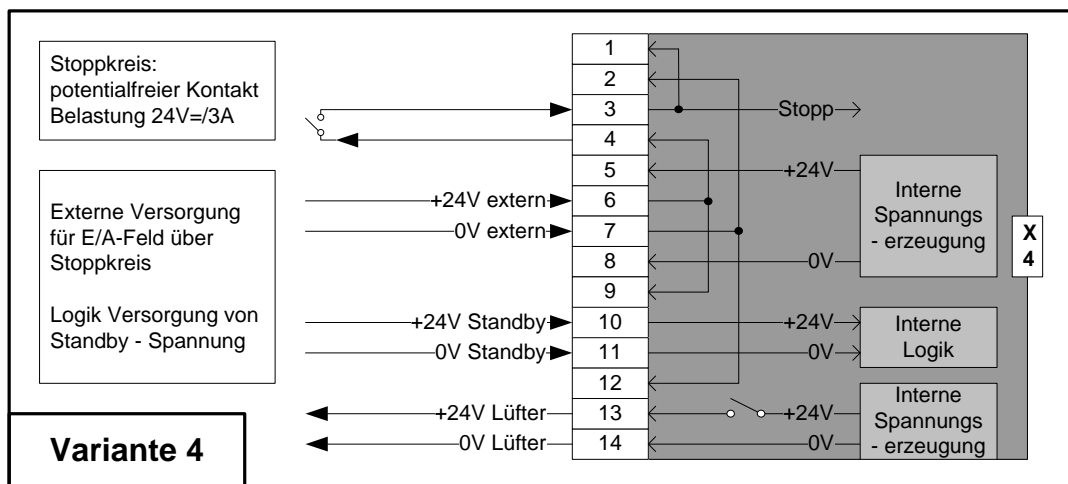 Stoppkreis:
potentialfreier Kontakt
Belastung 24V=/3A
Externe Versorgung
für E/A-Feld über
Stoppkreis
Logik Versorgung von
Standby - Spannung
Variante 4
+24V extern
0V extern
+24V Standby
0V Standby
+24V Lüfter
0V Lüfter
1
2
3
4
5
6
7
8
9
10
11
12
13
14
Stopp
+24V
0V
+24V
0V
+24V
0V
Interne
Spannungs
- erzeugung
Interne
Logik
Interne
Spannungs
- erzeugung
X
4